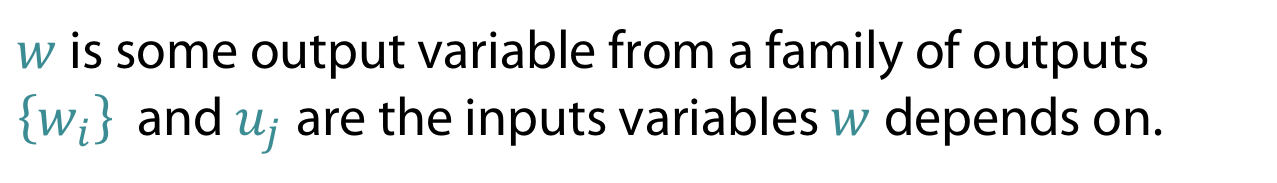 w is some output variable from a family of outputs
{wᵢ} and uⱼ are the inputs variables w depends on.